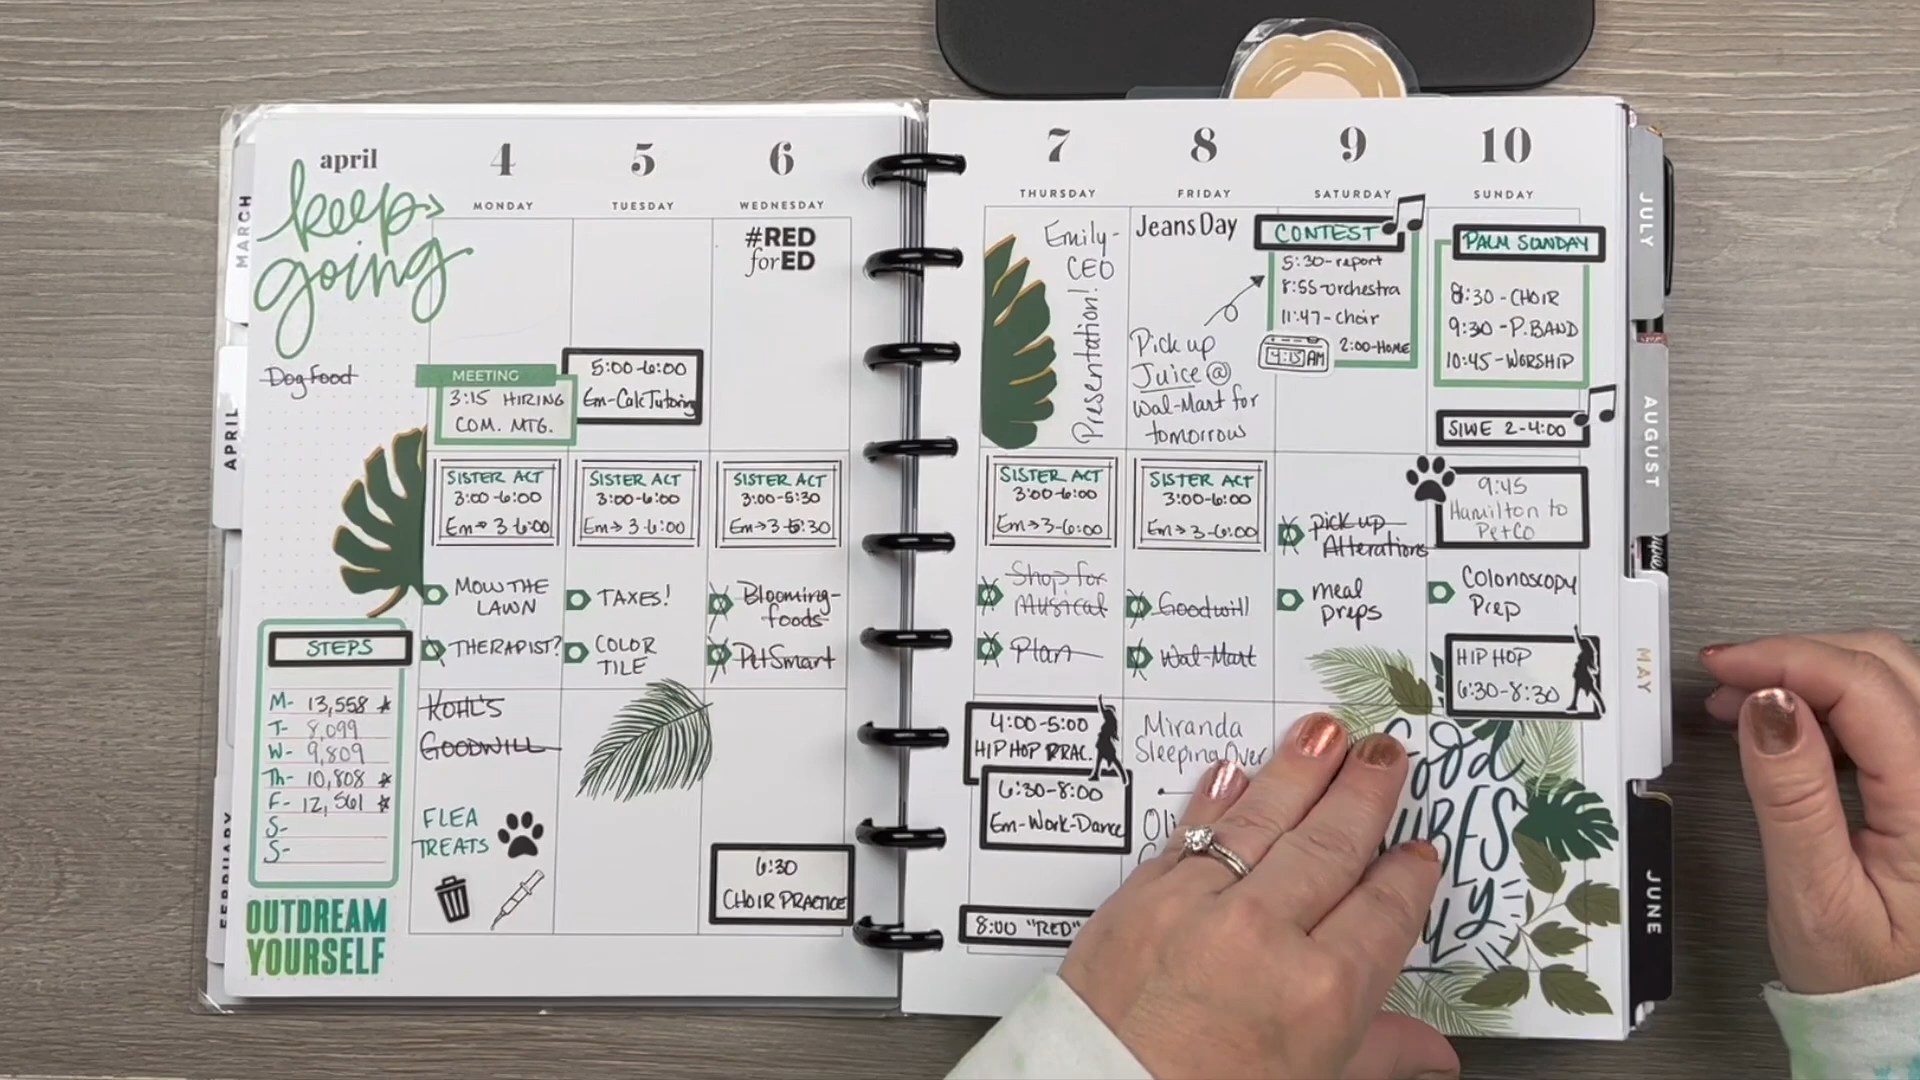 april
keep
going
Dog Food
STEPS
M- 13,558
T- 8,099
W- 9,809
Th- 10,808
F- 12,561
S-
S-
OUTDREAM
YOURSELF
4
MONDAY
MEETING
3:15 HIRING
COM. MTG.
SISTER ACT
3:00-6:00
Em→ 3-6:00
MOW THE
LAWN
THERAPIST?
KOHL'S
GOODWILL
FLEA
TREATS
5
TUESDAY
5:00-6:00
Em-Calc Tutoring
SISTER ACT
3:00-6:00
Em→ 3-6:00
TAXES!
COLOR
TILE
6
WEDNESDAY
#RED
forED
SISTER ACT
3:00-5:30
Em→3-5:30
Blooming-
foods
PetSmart
6:30
CHOIR PRACTICE
7
THURSDAY
Emily-
CEO
Presentation!
SISTER ACT
3:00-6:00
Em→3-6:00
Shop for
Musical
Plan
4:00-5:00
HIP HOP PRAC.
6:30-8:00
Em-Work-Dance
8:00 "RED"
8
FRIDAY
Jeans Day
Pick up
Juice @
Wal-Mart for
tomorrow
SISTER ACT
3:00-6:00
Em→3-6:00
Goodwill
Wal-Mart
Miranda
Sleeping Over
9
SATURDAY
CONTEST
5:30-report
8:55-orchestra
11:47-choir
2:00-HOME
4:15 AM
pick up
Alterations
meal
preps
10
SUNDAY
PALM SUNDAY
8:30-CHOIR
9:30-P.BAND
10:45-WORSHIP
SIWE 2-4:00
9:45
Hamilton to
PetCo
Colonoscopy
Prep
HIP HOP
6:30-8:30
Good
VIBES
MARCH
APRIL
FEBRUARY
JULY
AUGUST
MAY
JUNE